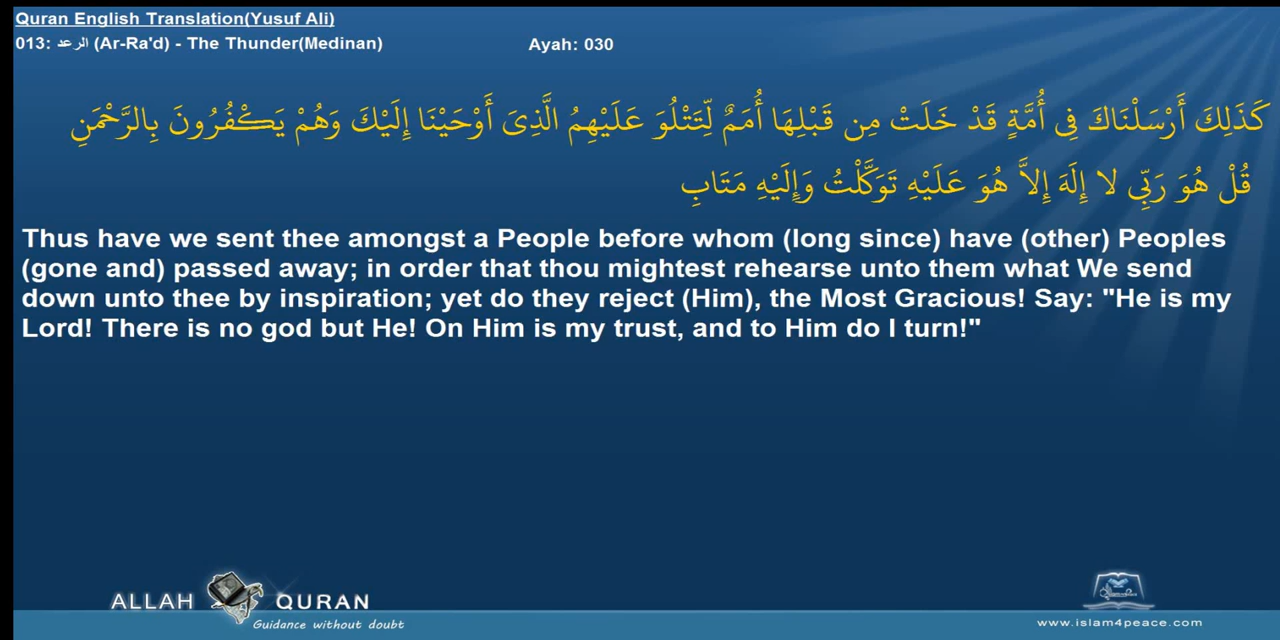 Quran English Translation(Yusuf Ali)
013: الرعد (Ar-Ra'd) - The Thunder(Medinan) Ayah: 030
كَذَلِكَ أَرْسَلْنَاكَ فِى أُمَّةٍ قَدْ خَلَتْ مِن قَبْلِهَا أُمَمٌ لِّتَتْلُوَ عَلَيْهِمُ الَّذِى أَوْحَيْنَا إِلَيْكَ وَهُمْ يَكْفُرُونَ بِالرَّحْمَنِ
قُلْ هُوَ رَبِّى لا إِلَهَ إِلاَّ هُوَ عَلَيْهِ تَوَكَّلْتُ وَإِلَيْهِ مَتَابِ
Thus have we sent thee amongst a People before whom (long since) have (other) Peoples
(gone and) passed away; in order that thou mightest rehearse unto them what We send
down unto thee by inspiration; yet do they reject (Him), the Most Gracious! Say: "He is my
Lord! There is no god but He! On Him is my trust, and to Him do I turn!"
ALLAH QURAN
Guidance without doubt
www.islam4peace.com